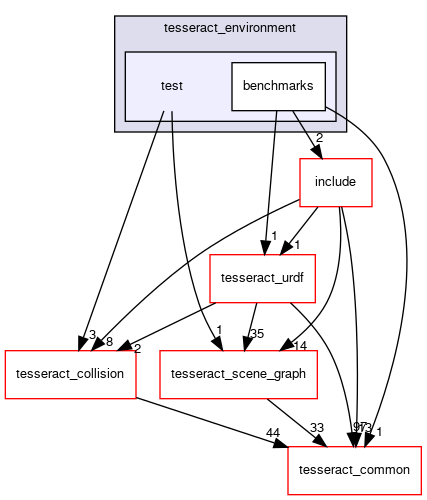 tesseract_environment
test
benchmarks
2
include
1
1
tesseract_urdf
3
8
2
1
35
14
1
tesseract_collision
tesseract_scene_graph
44
33
tesseract_common